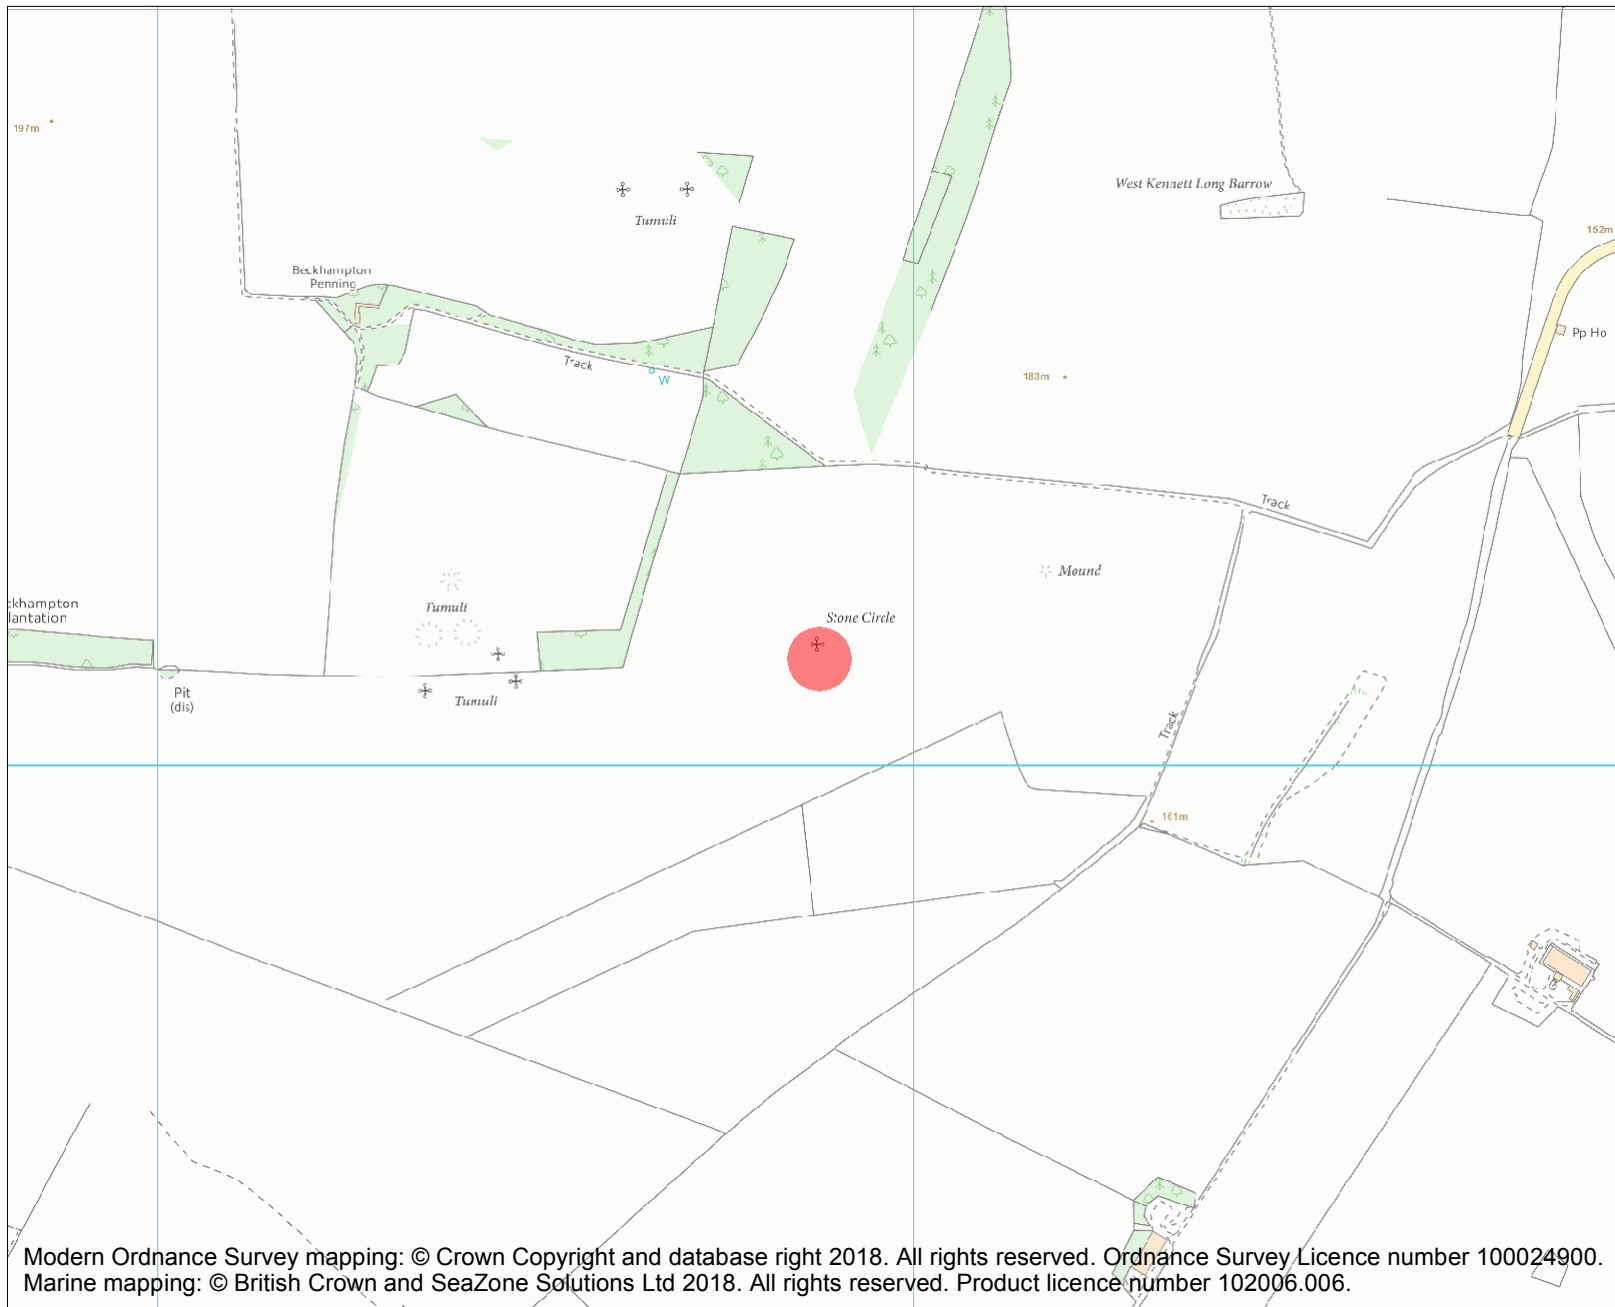 197m
West Kennett Long Barrow
Tumuli
152m
Beckhampton
Penning
Pp Ho
Track
W
183m
Track
Mound
ckhampton
lantation
Tumuli
Stone Circle
Pit
(dis)
Tumuli
Track
161m
Modern Ordnance Survey mapping: © Crown Copyright and database right 2018. All rights reserved. Ordnance Survey Licence number 100024900.
Marine mapping: © British Crown and SeaZone Solutions Ltd 2018. All rights reserved. Product licence number 102006.006.